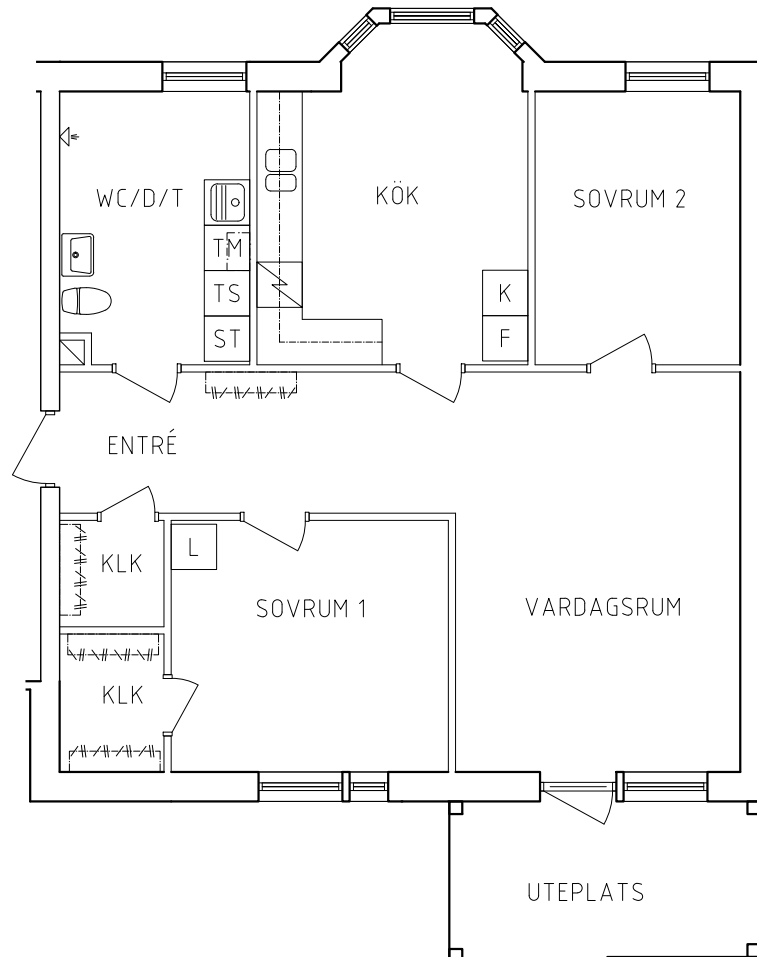 WC/D/T
KÖK
SOVRUM 2
TM
TS
ST
K
F
ENTRÉ
L
KLK
SOVRUM 1
VARDAGSRUM
KLK
UTEPLATS